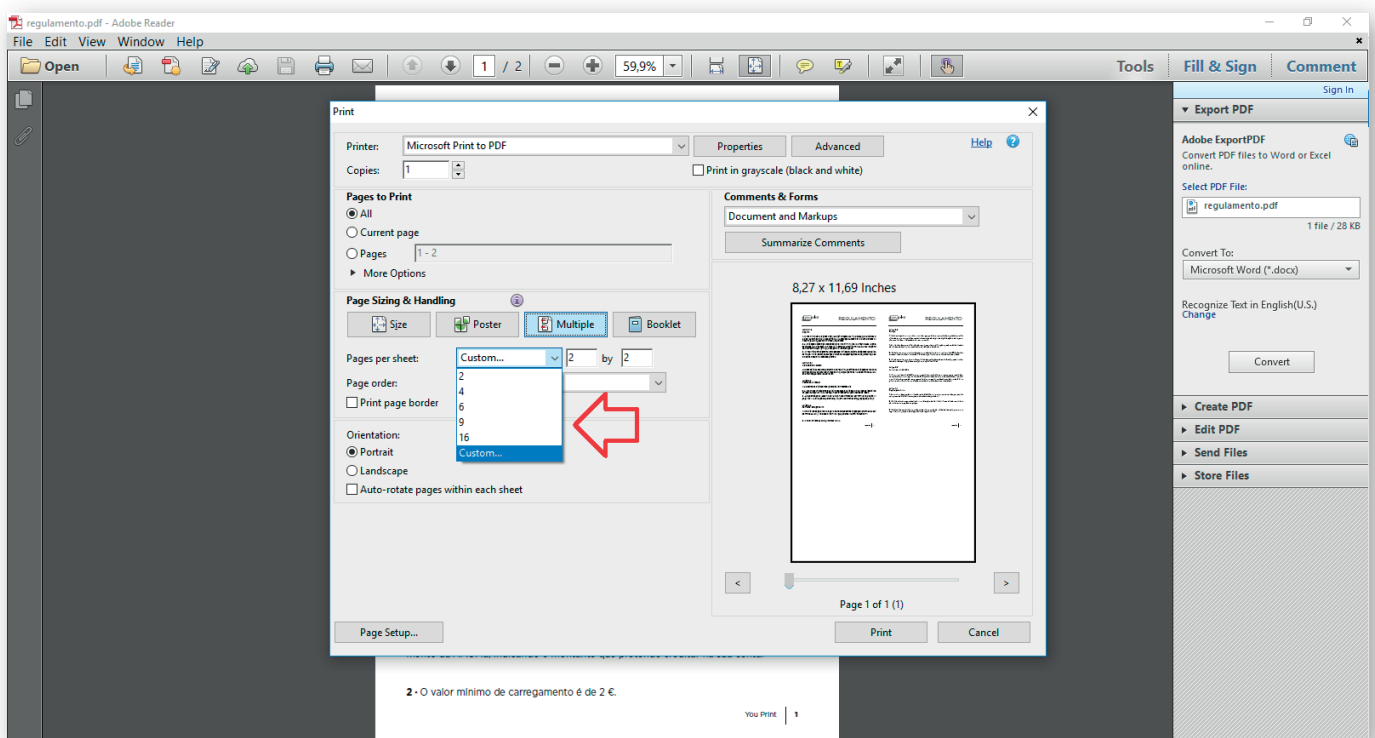 regulamento.pdf - Adobe Reader
File Edit View Window Help
Open 1 / 2 59,9% Tools Fill & Sign Comment
Sign In
Export PDF
Adobe ExportPDF
Convert PDF files to Word or Excel
online.
Select PDF File:
regulamento.pdf
1 file / 28 KB
Convert To:
Microsoft Word (*.docx)
Recognize Text in English(U.S.)
Change
Convert
Create PDF
Edit PDF
Send Files
Store Files
Print
Printer: Microsoft Print to PDF Properties Advanced Help ?
Copies: 1 Print in grayscale (black and white)
Pages to Print
All
Current page
Pages 1 - 2
More Options
Page Sizing & Handling
Size Poster Multiple Booklet
Pages per sheet: Custom... 2 by 2
2
4
6
9
16
Custom...
Page order:
Print page border
Orientation:
Portrait
Landscape
Auto-rotate pages within each sheet
Comments & Forms
Document and Markups
Summarize Comments
8,27 x 11,69 Inches
REGULAMENTO REGULAMENTO
< >
Page 1 of 1 (1)
Page Setup... Print Cancel
2 · O valor mínimo de carregamento é de 2 €.
You Print 1